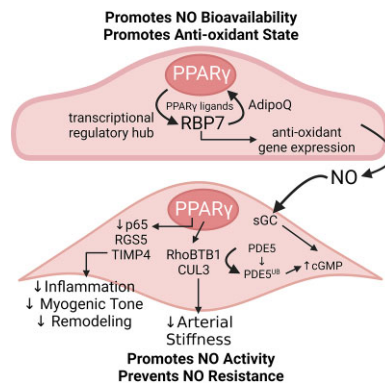 Promotes NO Bioavailability
Promotes Anti-oxidant State
PPARγ
PPARγ ligands
AdipoQ
transcriptional
regulatory hub
RBP7
anti-oxidant
gene expression
NO
PPARγ
sGC
↓p65
RGS5
TIMP4
RhoBTB1
CUL3
PDE5
↓
PDE5ᵁᴮ
↑cGMP
↓Inflammation
↓ Myogenic Tone
↓ Remodeling
↓Arterial
Stiffness
Promotes NO Activity
Prevents NO Resistance